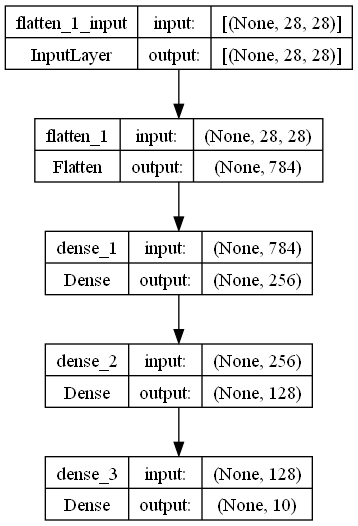 flatten_1_input input: [(None, 28, 28)]
InputLayer output: [(None, 28, 28)]
flatten_1 input: (None, 28, 28)
Flatten output: (None, 784)
dense_1 input: (None, 784)
Dense output: (None, 256)
dense_2 input: (None, 256)
Dense output: (None, 128)
dense_3 input: (None, 128)
Dense output: (None, 10)